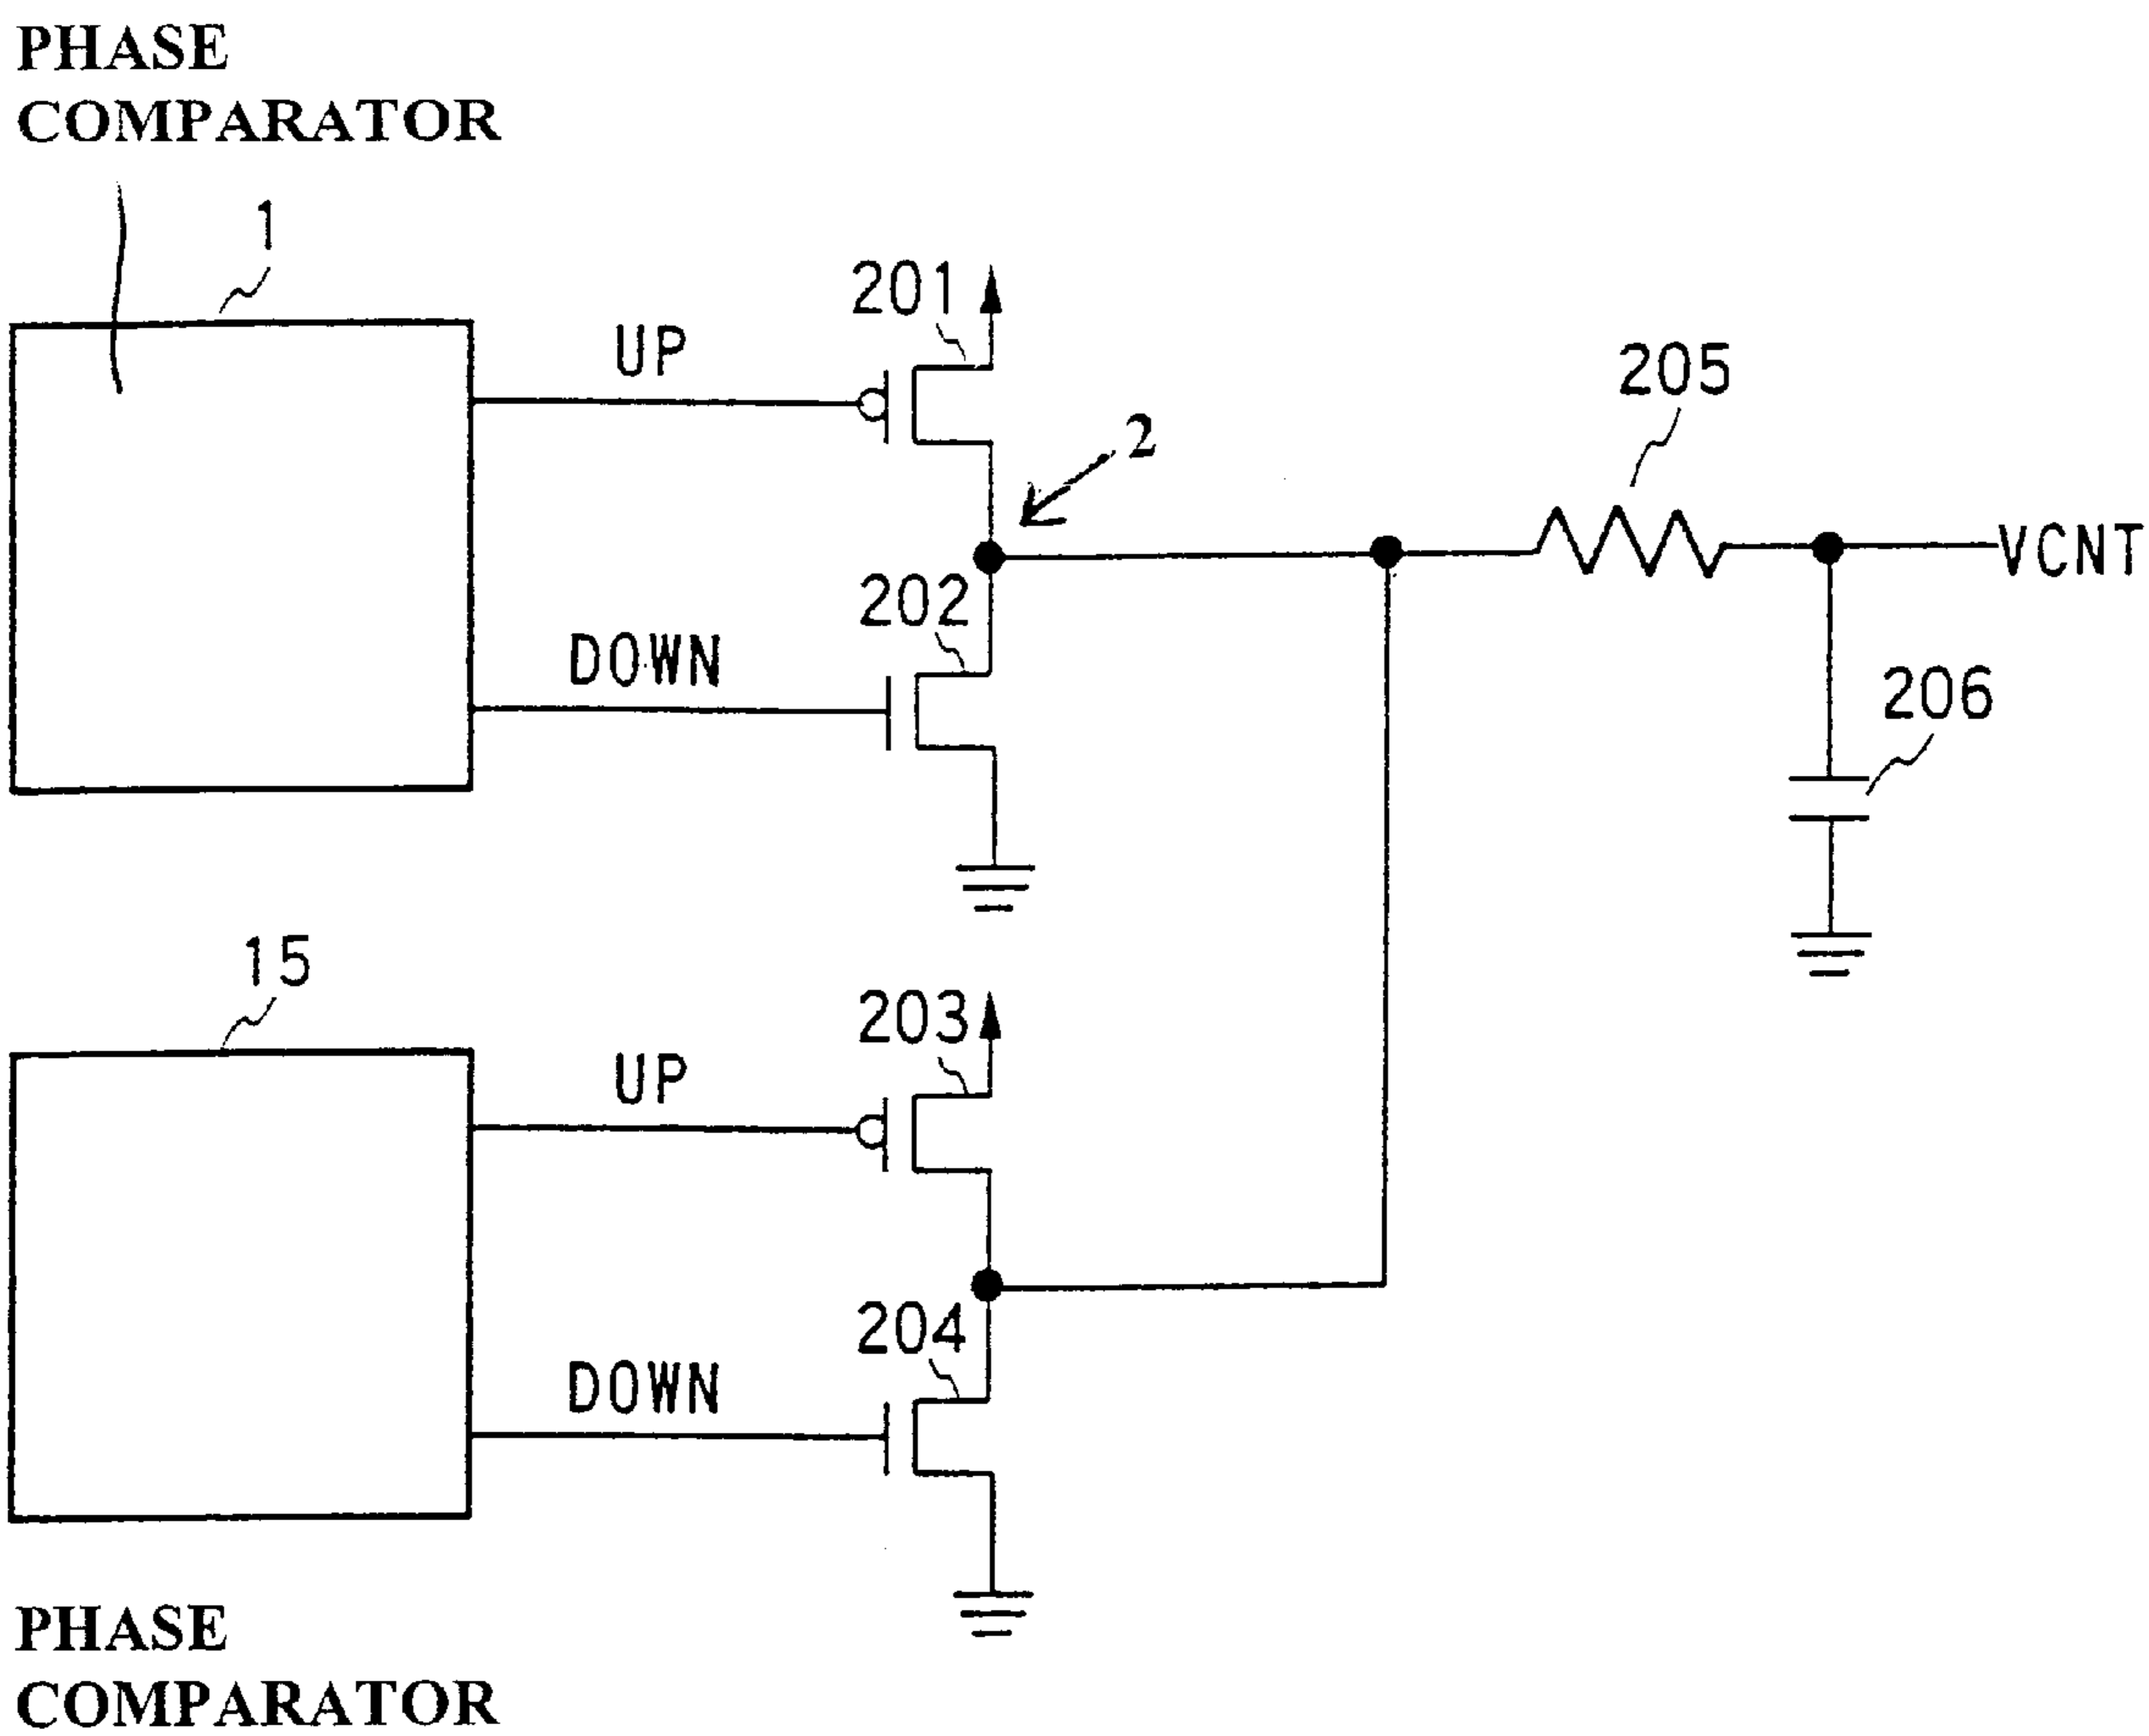 PHASE
COMPARATOR
1
201
UP
2
205
VCNT
202
DOWN
206
15
203
UP
204
DOWN
PHASE
COMPARATOR